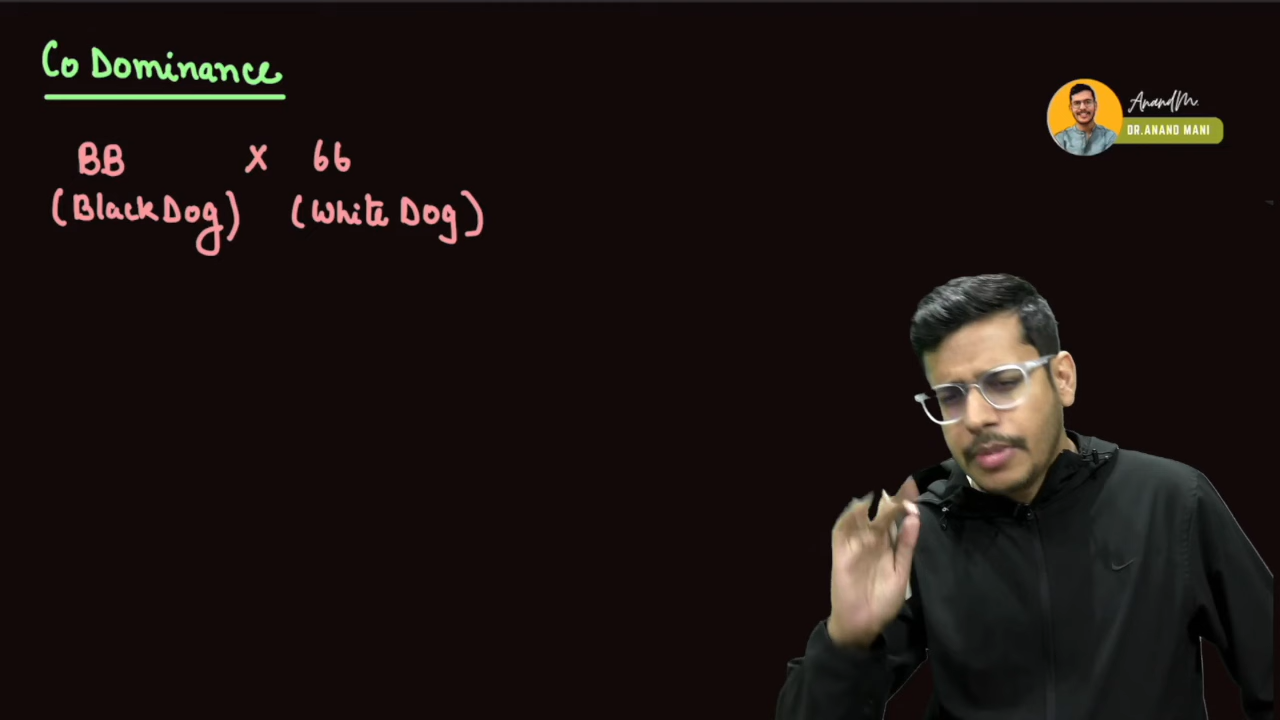 Co Dominance
BB X bb
(Black Dog) (White Dog)
AnandM.
DR.ANAND MANI